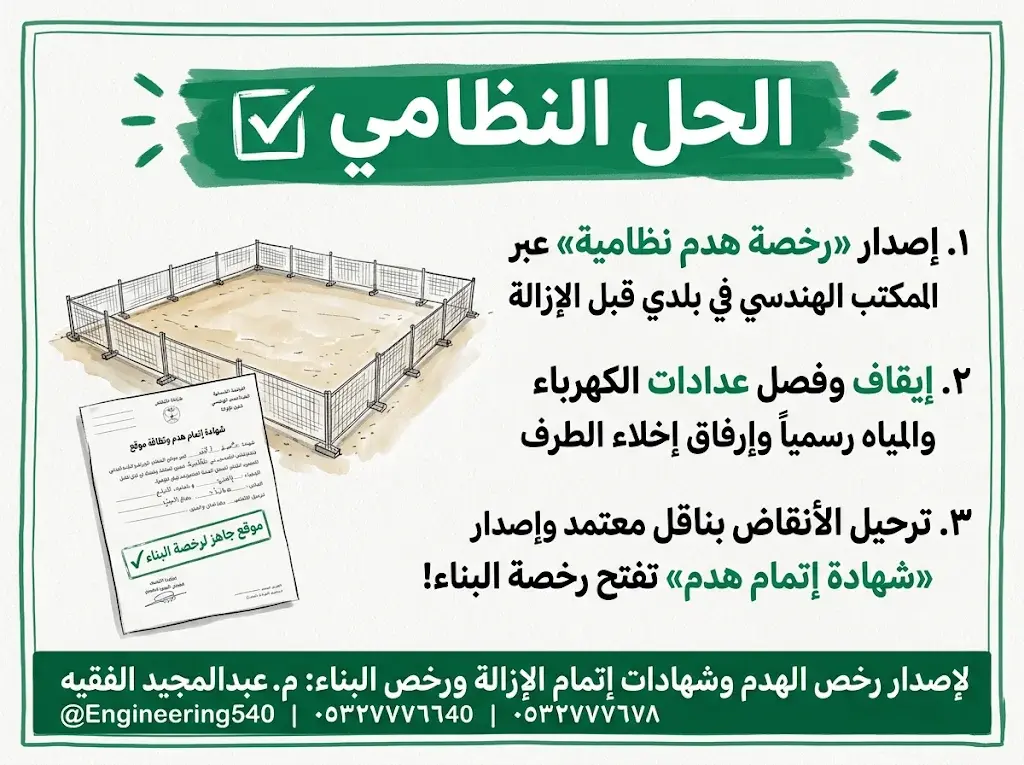 الحل النظامي
١. إصدار «رخصة هدم نظامية» عبر
المكتب الهندسي في بلدي قبل الإزالة
٢. إيقاف وفصل عدادات الكهرباء
والمياه رسمياً وإرفاق إخلاء الطرف
٣. ترحيل الأنقاض بناقل معتمد وإصدار
«شهادة إتمام هدم» تفتح رخصة البناء!
شهادة إتمام هدم ونظافة موقع
موقع جاهز لرخصة البناء ✓
لإصدار رخص الهدم وشهادات إتمام الإزالة ورخص البناء: م. عبدالمجيد الفقيه
@Engineering540 | ٠٥٣٢٧٧٧٦٦40 | ٠٥٣٢٧٧٧٦٧٨